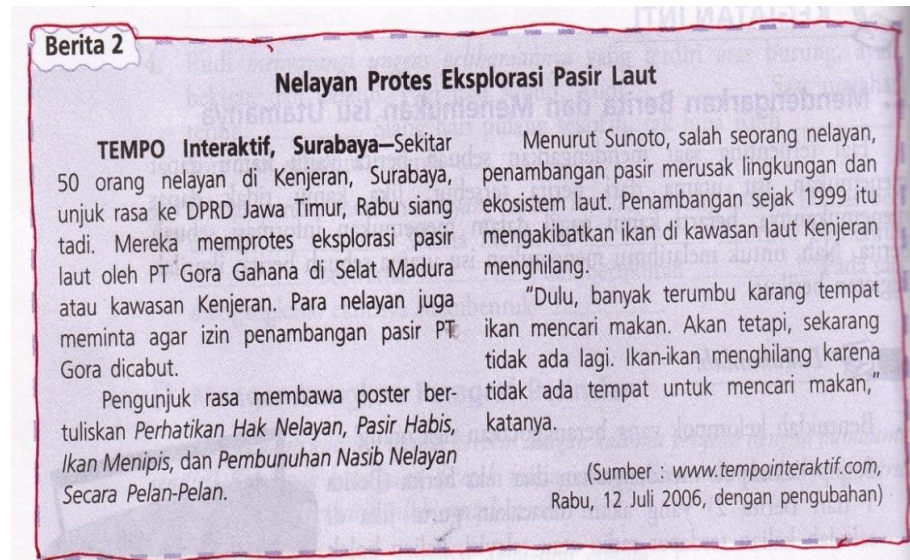 Berita 2
Nelayan Protes Eksplorasi Pasir Laut
TEMPO Interaktif, Surabaya—Sekitar
50 orang nelayan di Kenjeran, Surabaya,
unjuk rasa ke DPRD Jawa Timur, Rabu siang
tadi. Mereka memprotes eksplorasi pasir
laut oleh PT Gora Gahana di Selat Madura
atau kawasan Kenjeran. Para nelayan juga
meminta agar izin penambangan pasir PT
Gora dicabut.
Pengunjuk rasa membawa poster ber-
tuliskan Perhatikan Hak Nelayan, Pasir Habis,
Ikan Menipis, dan Pembunuhan Nasib Nelayan
Secara Pelan-Pelan.
Menurut Sunoto, salah seorang nelayan,
penambangan pasir merusak lingkungan dan
ekosistem laut. Penambangan sejak 1999 itu
mengakibatkan ikan di kawasan laut Kenjeran
menghilang.
"Dulu, banyak terumbu karang tempat
ikan mencari makan. Akan tetapi, sekarang
tidak ada lagi. Ikan-ikan menghilang karena
tidak ada tempat untuk mencari makan,"
katanya.
(Sumber : www.tempointeraktif.com,
Rabu, 12 Juli 2006, dengan pengubahan)